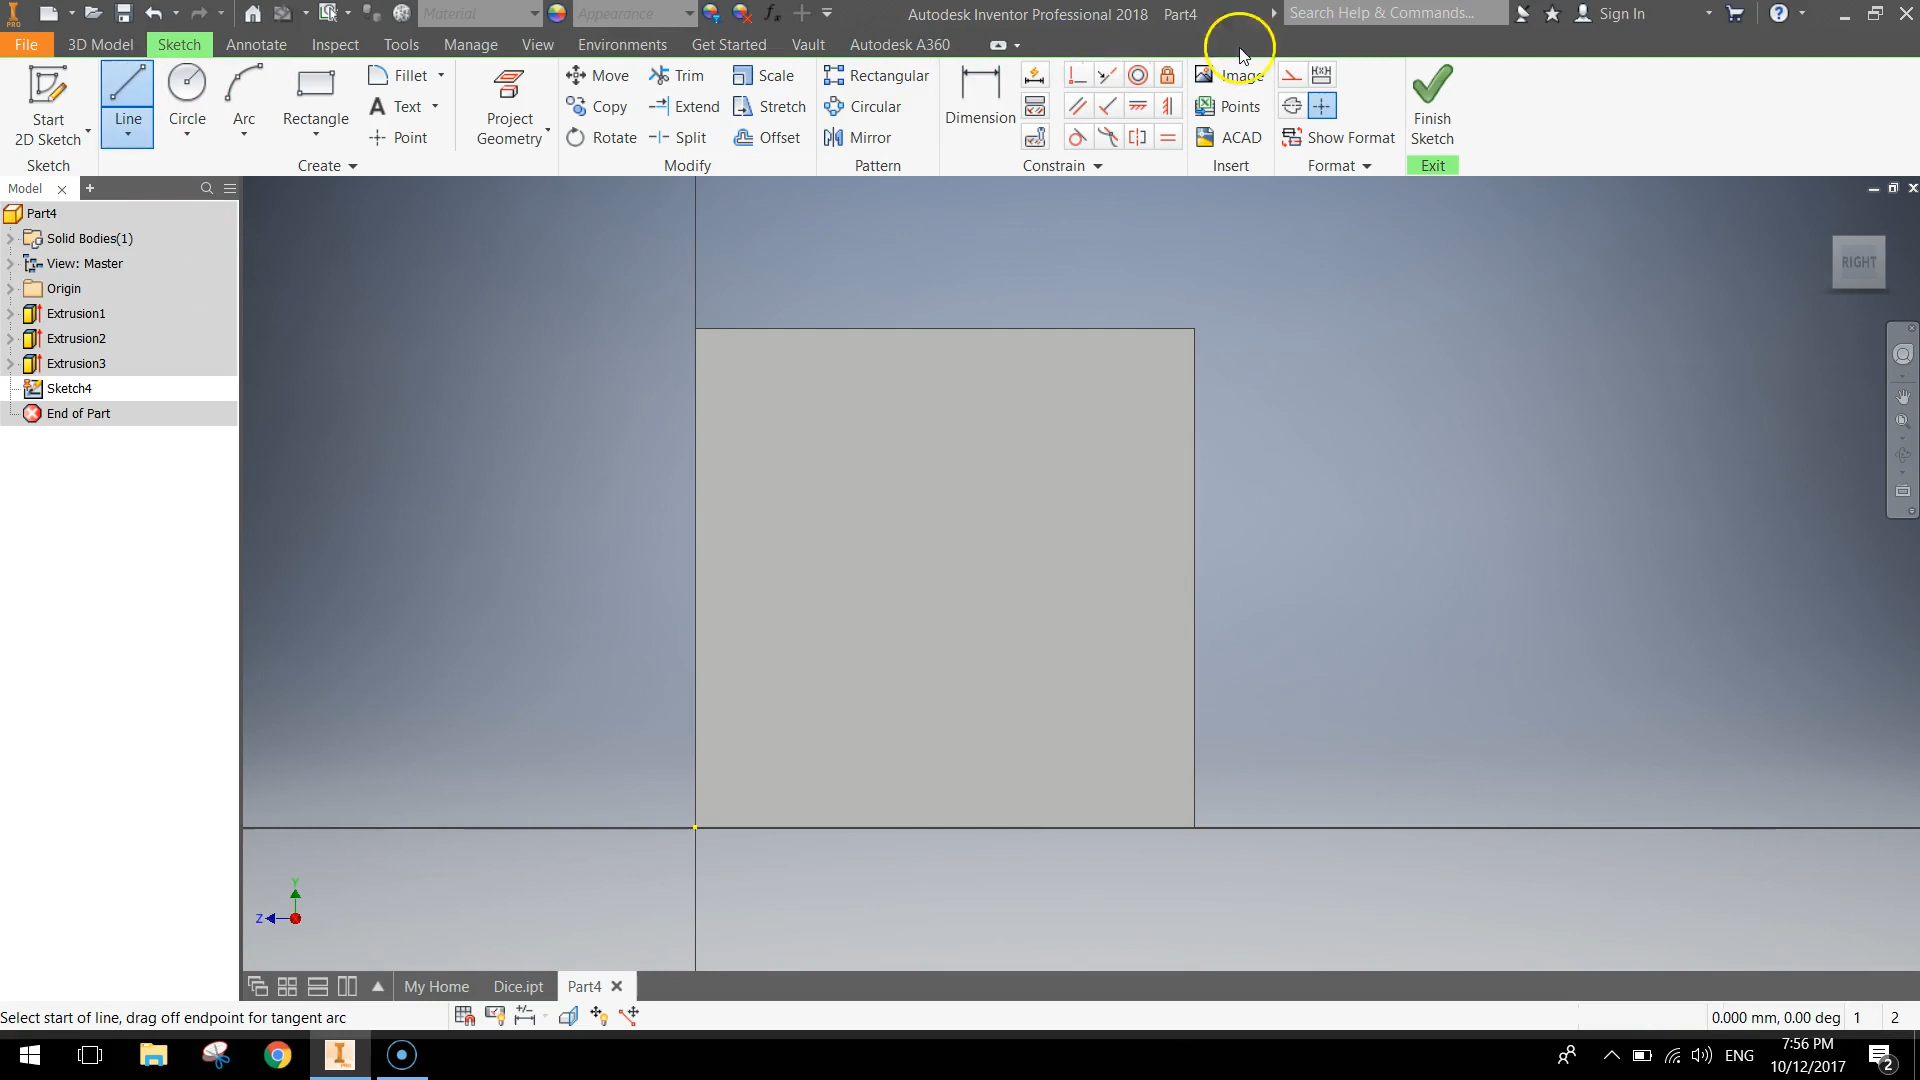 PRO
Material
Appearance
fx
Autodesk Inventor Professional 2018 Part4
Search Help & Commands...
Sign In
File 3D Model Sketch Annotate Inspect Tools Manage View Environments Get Started Vault Autodesk A360
Start 2D Sketch
Line
Circle
Arc
Rectangle
Fillet
Text
Point
Project Geometry
Move Trim Scale
Copy Extend Stretch
Rotate Split Offset
Rectangular
Circular
Mirror
Dimension
Image
Points
ACAD
Show Format
Finish Sketch
Sketch Create Modify Pattern Constrain Insert Format Exit
Model
Part4
Solid Bodies(1)
View: Master
Origin
Extrusion1
Extrusion2
Extrusion3
Sketch4
End of Part
RIGHT
Y
Z
My Home Dice.ipt Part4
Select start of line, drag off endpoint for tangent arc
0.000 mm, 0.00 deg 1 2
ENG
7:56 PM
10/12/2017
2